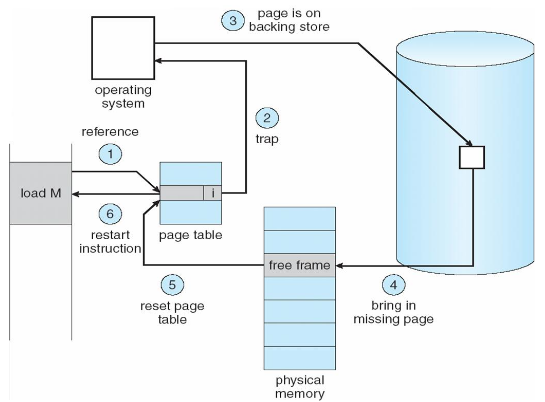 3
page is on
backing store
operating
system
2
trap
reference
1
load M
i
6
restart
instruction
page table
free frame
5
reset page
table
4
bring in
missing page
physical
memory